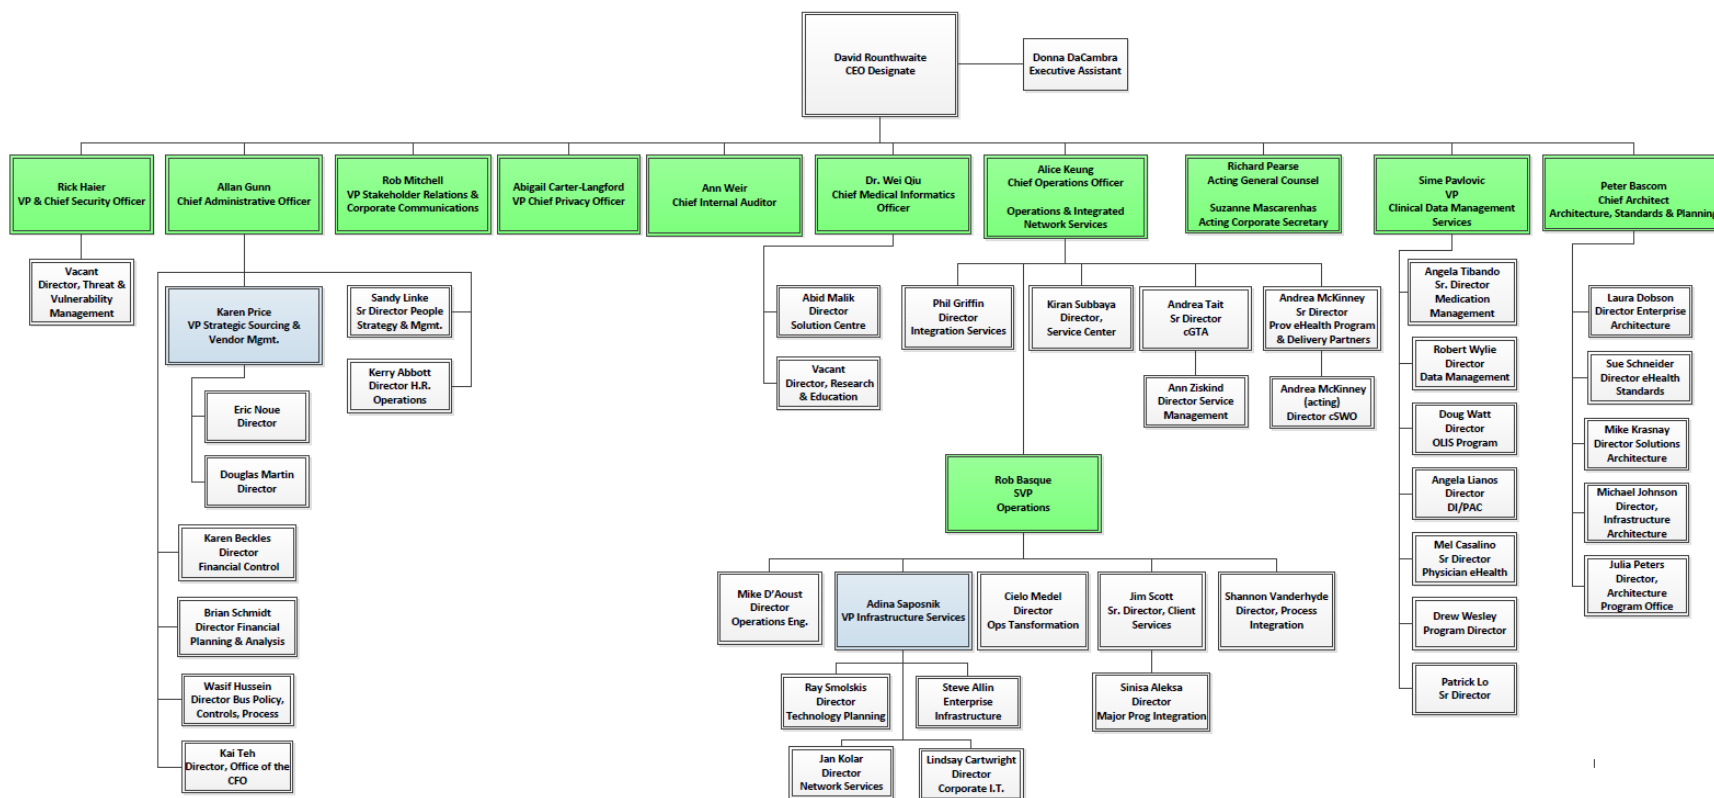 David Rounthwaite
CEO Designate
Donna DaCambra
Executive Assistant
Rick Haier
VP & Chief Security Officer
Allan Gunn
Chief Administrative Officer
Rob Mitchell
VP Stakeholder Relations &
Corporate Communications
Abigail Carter-Langford
VP Chief Privacy Officer
Ann Weir
Chief Internal Auditor
Dr. Wei Qiu
Chief Medical Informatics
Officer
Alice Keung
Chief Operations Officer
Operations & Integrated
Network Services
Richard Pearse
Acting General Counsel
Suzanne Mascarenhas
Acting Corporate Secretary
Sime Pavlovic
VP
Clinical Data Management
Services
Peter Bascom
Chief Architect
Architecture, Standards & Planning
Vacant
Director, Threat &
Vulnerability
Management
Karen Price
VP Strategic Sourcing &
Vendor Mgmt.
Eric Noue
Director
Douglas Martin
Director
Karen Beckles
Director
Financial Control
Brian Schmidt
Director Financial
Planning & Analysis
Wasif Hussein
Director Bus Policy,
Controls, Process
Kai Teh
Director, Office of the
CFO
Sandy Linke
Sr Director People
Strategy & Mgmt.
Kerry Abbott
Director H.R.
Operations
Abid Malik
Director
Solution Centre
Vacant
Director, Research
& Education
Phil Griffin
Director
Integration Services
Kiran Subbaya
Director,
Service Center
Andrea Tait
Sr Director
cGTA
Ann Ziskind
Director Service
Management
Andrea McKinney
Sr Director
Prov eHealth Program
& Delivery Partners
Andrea McKinney
(acting)
Director cSWO
Rob Basque
SVP
Operations
Mike D'Aoust
Director
Operations Eng.
Adina Saposnik
VP Infrastructure Services
Cielo Medel
Director
Ops Tansformation
Jim Scott
Sr. Director, Client
Services
Shannon Vanderhyde
Director, Process
Integration
Ray Smolskis
Director
Technology Planning
Steve Allin
Enterprise
Infrastructure
Jan Kolar
Director
Network Services
Lindsay Cartwright
Director
Corporate I.T.
Sinisa Aleksa
Director
Major Prog Integration
Angela Tibando
Sr. Director
Medication
Management
Robert Wylie
Director
Data Management
Doug Watt
Director
OLIS Program
Angela Lianos
Director
DI/PAC
Mel Casalino
Sr Director
Physician eHealth
Drew Wesley
Program Director
Patrick Lo
Sr Director
Laura Dobson
Director Enterprise
Architecture
Sue Schneider
Director eHealth
Standards
Mike Krasnay
Director Solutions
Architecture
Michael Johnson
Director,
Infrastructure
Architecture
Julia Peters
Director,
Architecture
Program Office